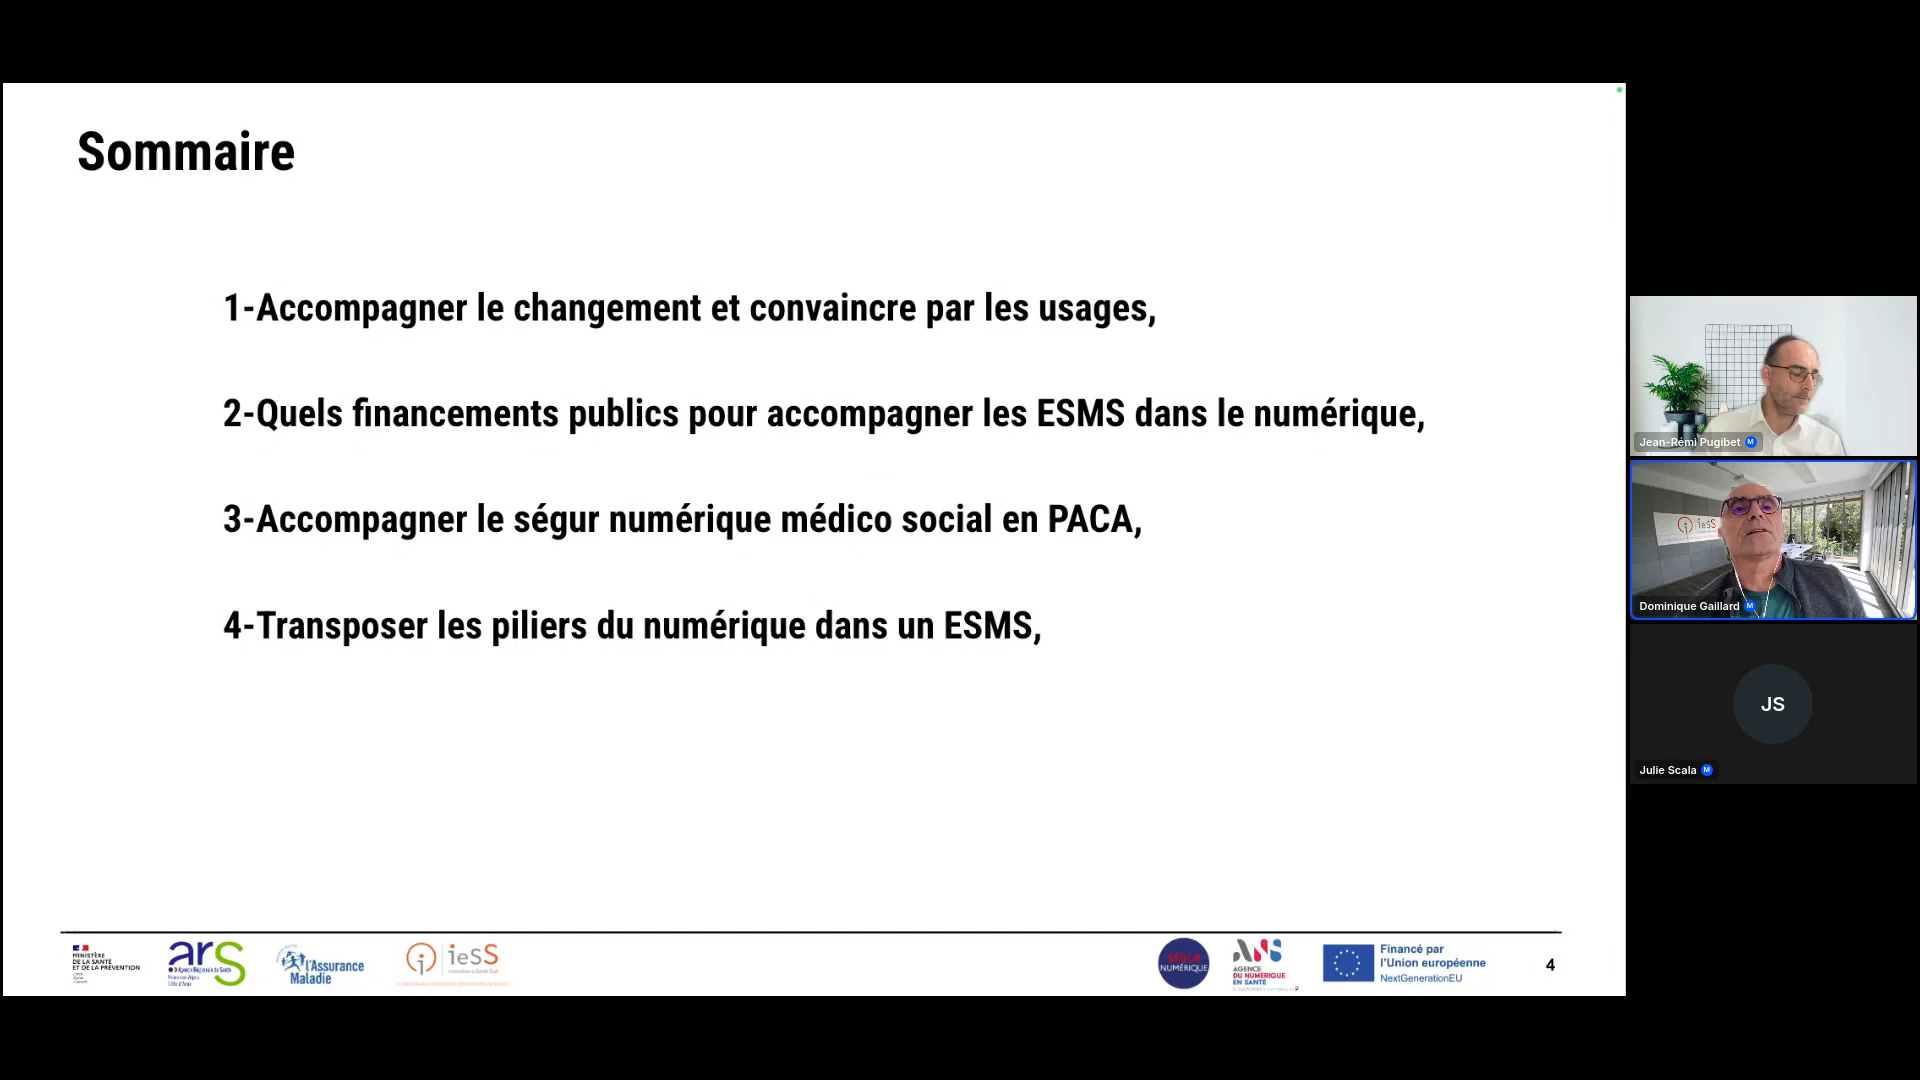 Sommaire
1-Accompagner le changement et convaincre par les usages,
2-Quels financements publics pour accompagner les ESMS dans le numérique,
3-Accompagner le ségur numérique médico social en PACA,
4-Transposer les piliers du numérique dans un ESMS,
MINISTÈRE
DE LA SANTÉ
ET DE LA PRÉVENTION
ars
Agence Régionale de Santé
Provence-Alpes
Côte d'Azur
l'Assurance
Maladie
ieSS
Innovation e-Santé Sud
SÉGUR
NUMÉRIQUE
ANS
AGENCE
DU NUMÉRIQUE
EN SANTÉ
Financé par
l'Union européenne
NextGenerationEU
4
Jean-Rémi Pugibet M
ieSS
Dominique Gaillard M
JS
Julie Scala M